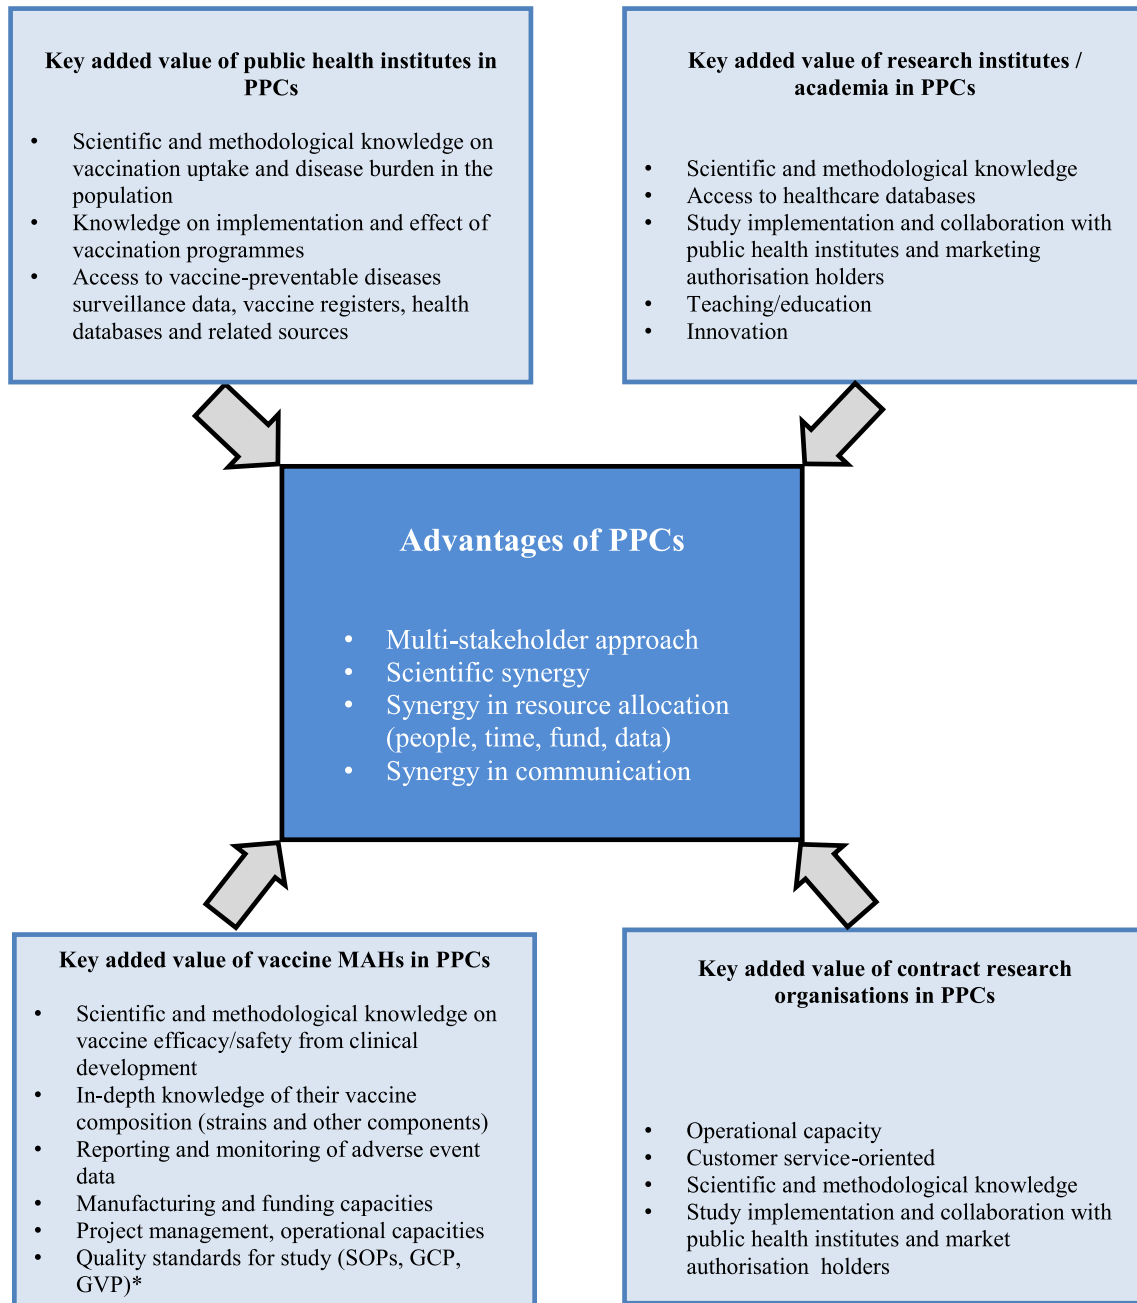 Key added value of public health institutes in
PPCs
• Scientific and methodological knowledge on
vaccination uptake and disease burden in the
population
• Knowledge on implementation and effect of
vaccination programmes
• Access to vaccine-preventable diseases
surveillance data, vaccine registers, health
databases and related sources
Key added value of research institutes /
academia in PPCs
• Scientific and methodological knowledge
• Access to healthcare databases
• Study implementation and collaboration with
public health institutes and marketing
authorisation holders
• Teaching/education
• Innovation
Advantages of PPCs
• Multi-stakeholder approach
• Scientific synergy
• Synergy in resource allocation
(people, time, fund, data)
• Synergy in communication
Key added value of vaccine MAHs in PPCs
• Scientific and methodological knowledge on
vaccine efficacy/safety from clinical
development
• In-depth knowledge of their vaccine
composition (strains and other components)
• Reporting and monitoring of adverse event
data
• Manufacturing and funding capacities
• Project management, operational capacities
• Quality standards for study (SOPs, GCP,
GVP)*
Key added value of contract research
organisations in PPCs
• Operational capacity
• Customer service-oriented
• Scientific and methodological knowledge
• Study implementation and collaboration with
public health institutes and market
authorisation holders